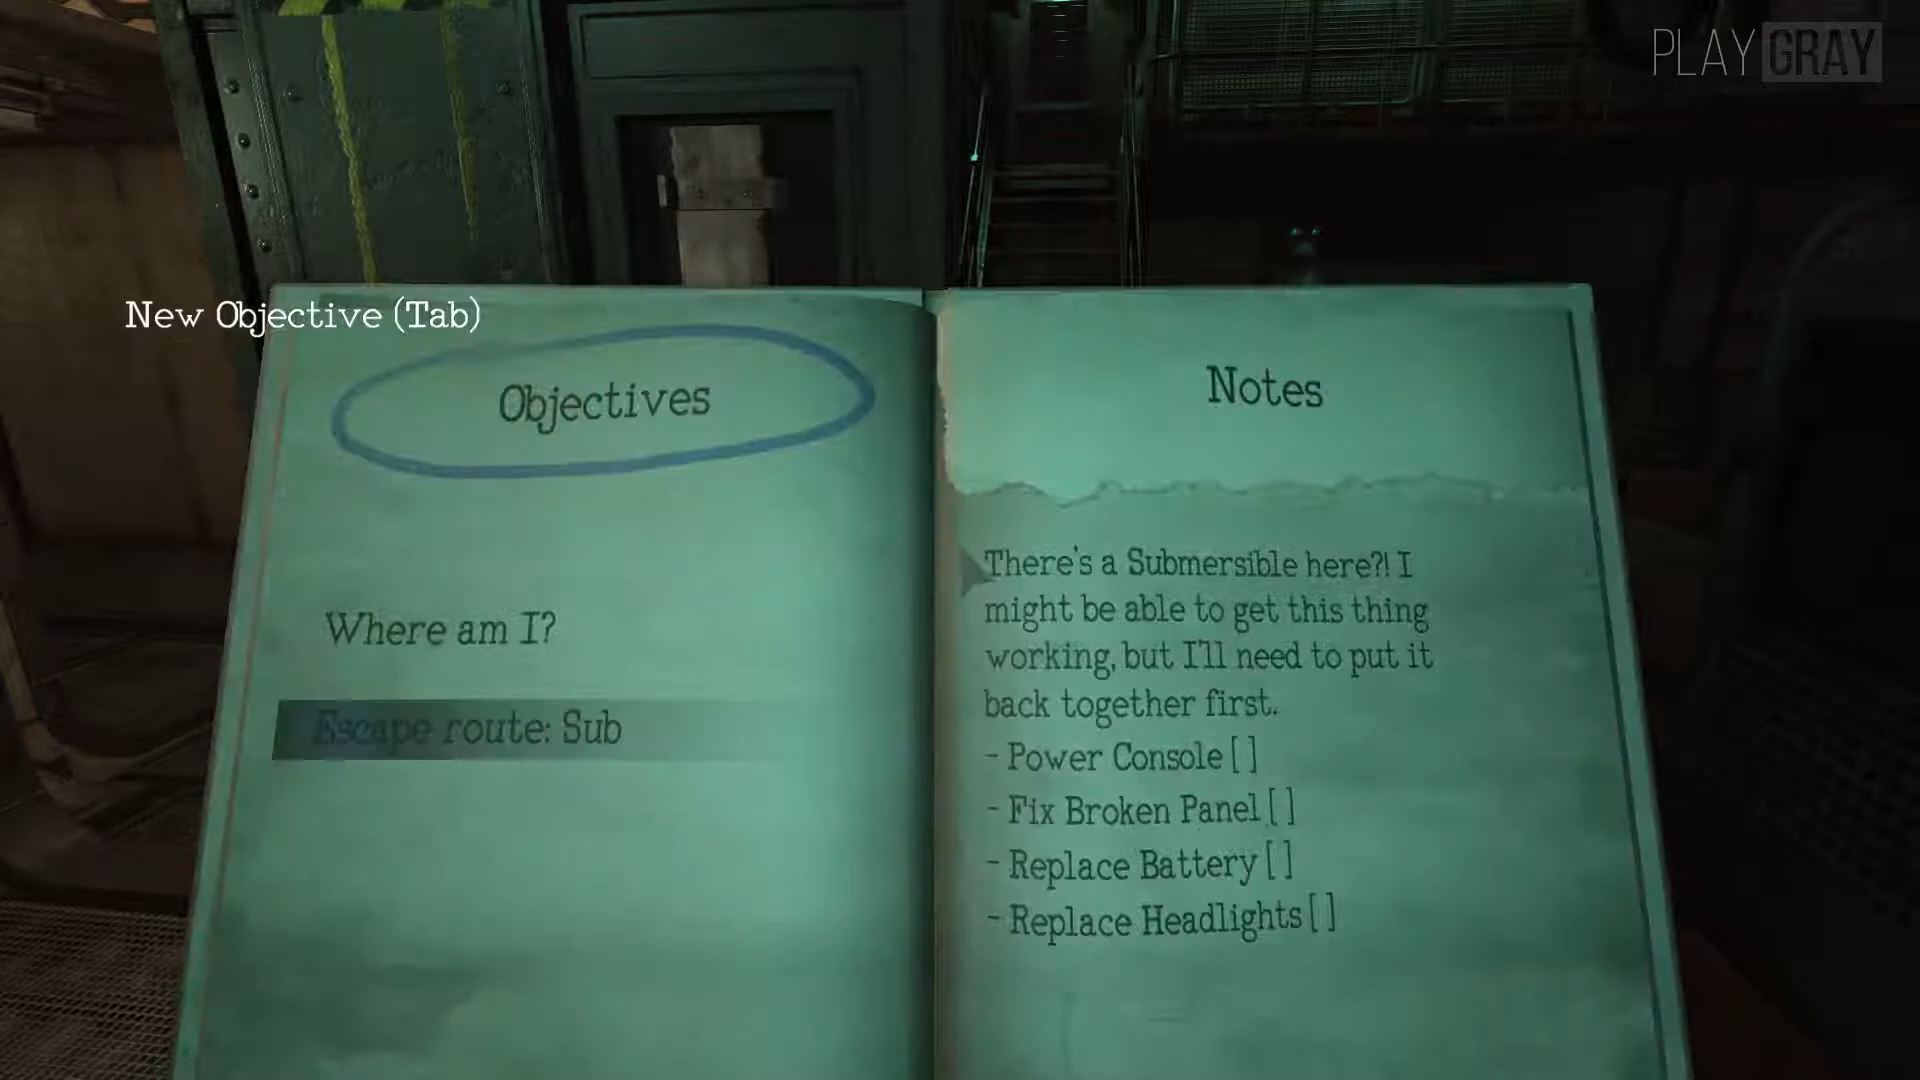 PLAY GRAY
New Objective (Tab)
Objectives
Where am I?
Escape route: Sub
Notes
There's a Submersible here?! I
might be able to get this thing
working, but I'll need to put it
back together first.
- Power Console [ ]
- Fix Broken Panel [ ]
- Replace Battery [ ]
- Replace Headlights [ ]